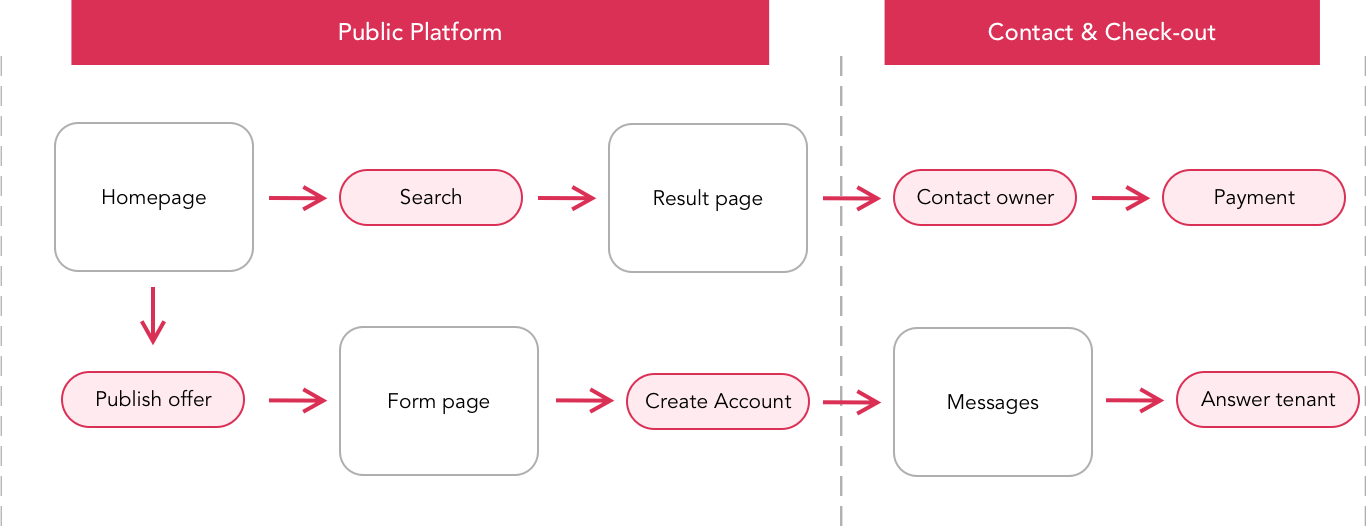 Public Platform
Contact & Check-out
Homepage
Search
Result page
Contact owner
Payment
Publish offer
Form page
Create Account
Messages
Answer tenant